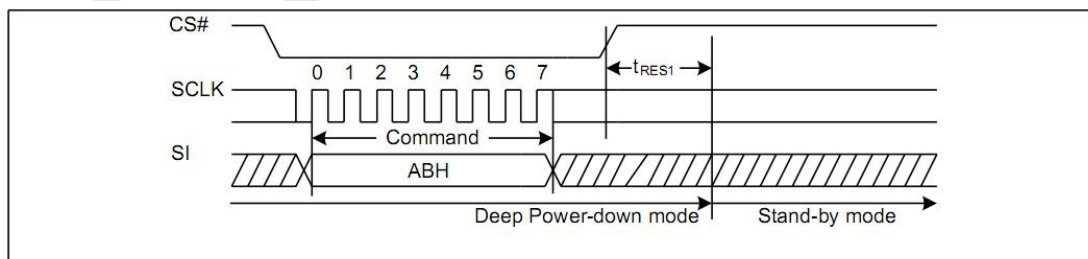 CS#
tRES1
0 1 2 3 4 5 6 7
SCLK
Command
SI
ABH
Deep Power-down mode Stand-by mode